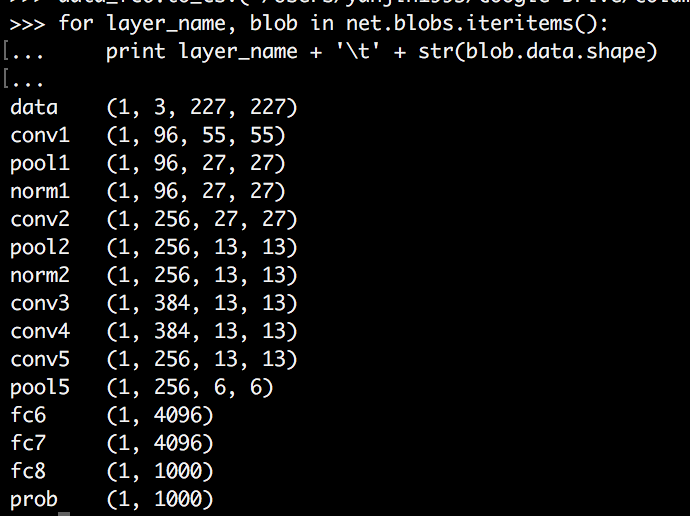 >>> for layer_name, blob in net.blobs.iteritems():
[... print layer_name + '\t' + str(blob.data.shape)
[...
data (1, 3, 227, 227)
conv1 (1, 96, 55, 55)
pool1 (1, 96, 27, 27)
norm1 (1, 96, 27, 27)
conv2 (1, 256, 27, 27)
pool2 (1, 256, 13, 13)
norm2 (1, 256, 13, 13)
conv3 (1, 384, 13, 13)
conv4 (1, 384, 13, 13)
conv5 (1, 256, 13, 13)
pool5 (1, 256, 6, 6)
fc6 (1, 4096)
fc7 (1, 4096)
fc8 (1, 1000)
prob (1, 1000)